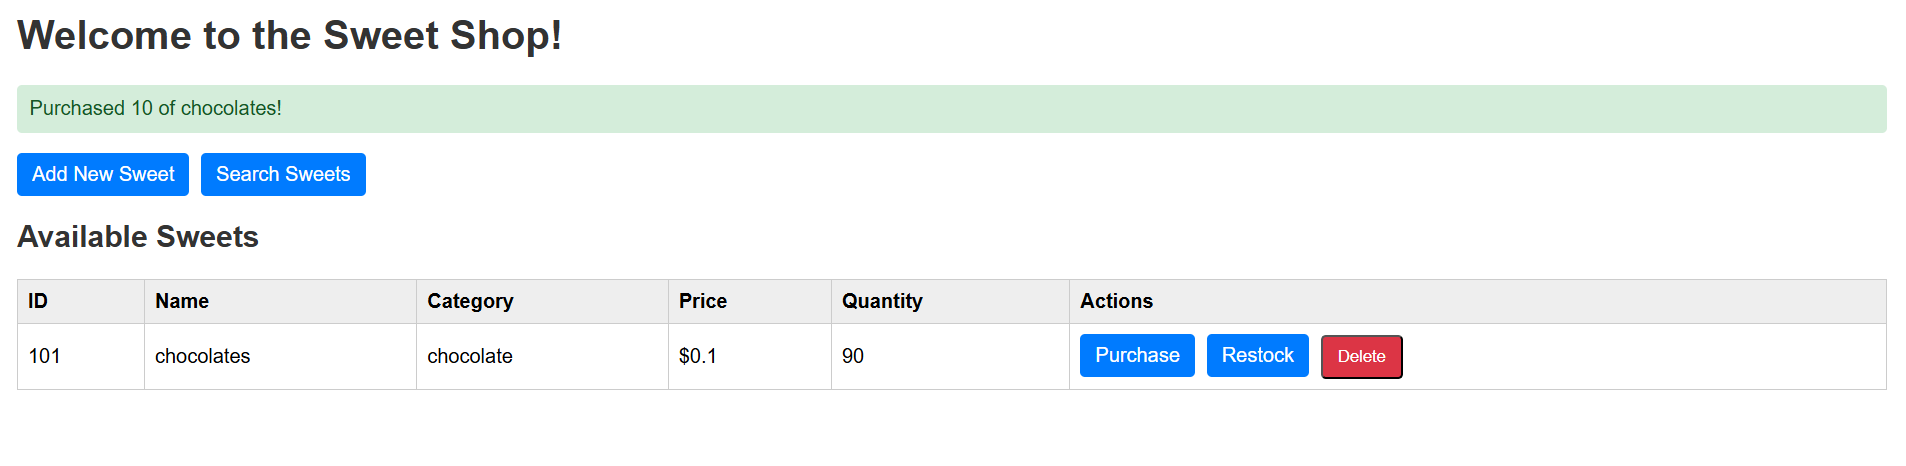 Welcome to the Sweet Shop!
Purchased 10 of chocolates!
Add New Sweet Search Sweets
Available Sweets
ID Name Category Price Quantity Actions
101 chocolates chocolate $0.1 90 Purchase Restock Delete